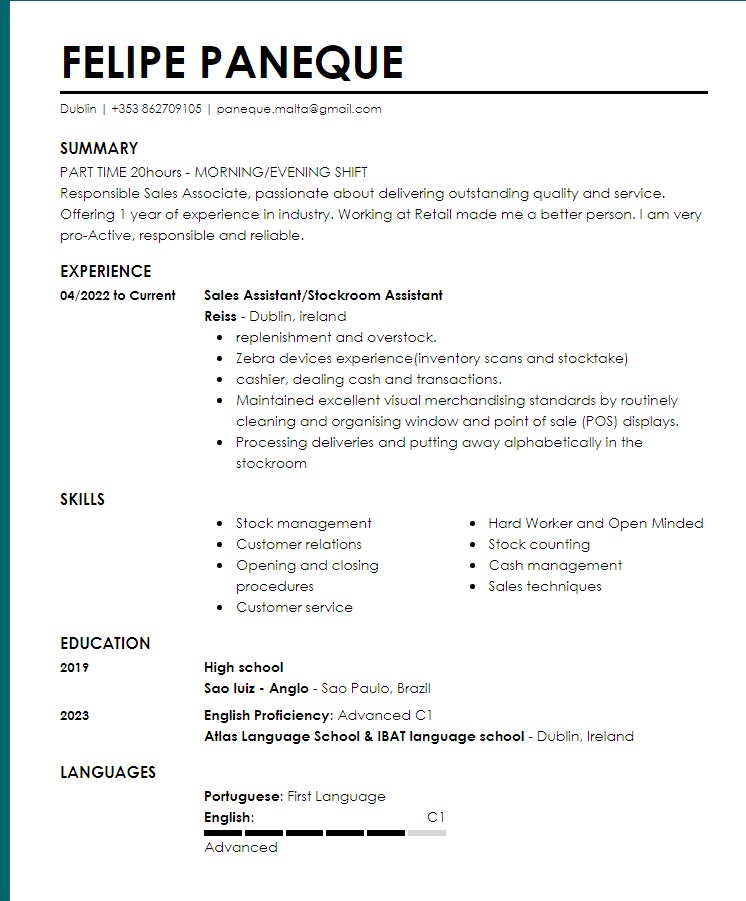 FELIPE PANEQUE
Dublin | +353 862709105 | paneque.malta@gmail.com
SUMMARY
PART TIME 20hours - MORNING/EVENING SHIFT
Responsible Sales Associate, passionate about delivering outstanding quality and service.
Offering 1 year of experience in industry. Working at Retail made me a better person. I am very
pro-Active, responsible and reliable.
EXPERIENCE
04/2022 to Current Sales Assistant/Stockroom Assistant
Reiss - Dublin, ireland
• replenishment and overstock.
• Zebra devices experience(inventory scans and stocktake)
• cashier, dealing cash and transactions.
• Maintained excellent visual merchandising standards by routinely
cleaning and organising window and point of sale (POS) displays.
• Processing deliveries and putting away alphabetically in the
stockroom
SKILLS
• Stock management
• Customer relations
• Opening and closing
procedures
• Customer service
• Hard Worker and Open Minded
• Stock counting
• Cash management
• Sales techniques
EDUCATION
2019 High school
Sao luiz - Anglo - Sao Paulo, Brazil
2023 English Proficiency: Advanced C1
Atlas Language School & IBAT language school - Dublin, Ireland
LANGUAGES
Portuguese: First Language
English: C1
Advanced